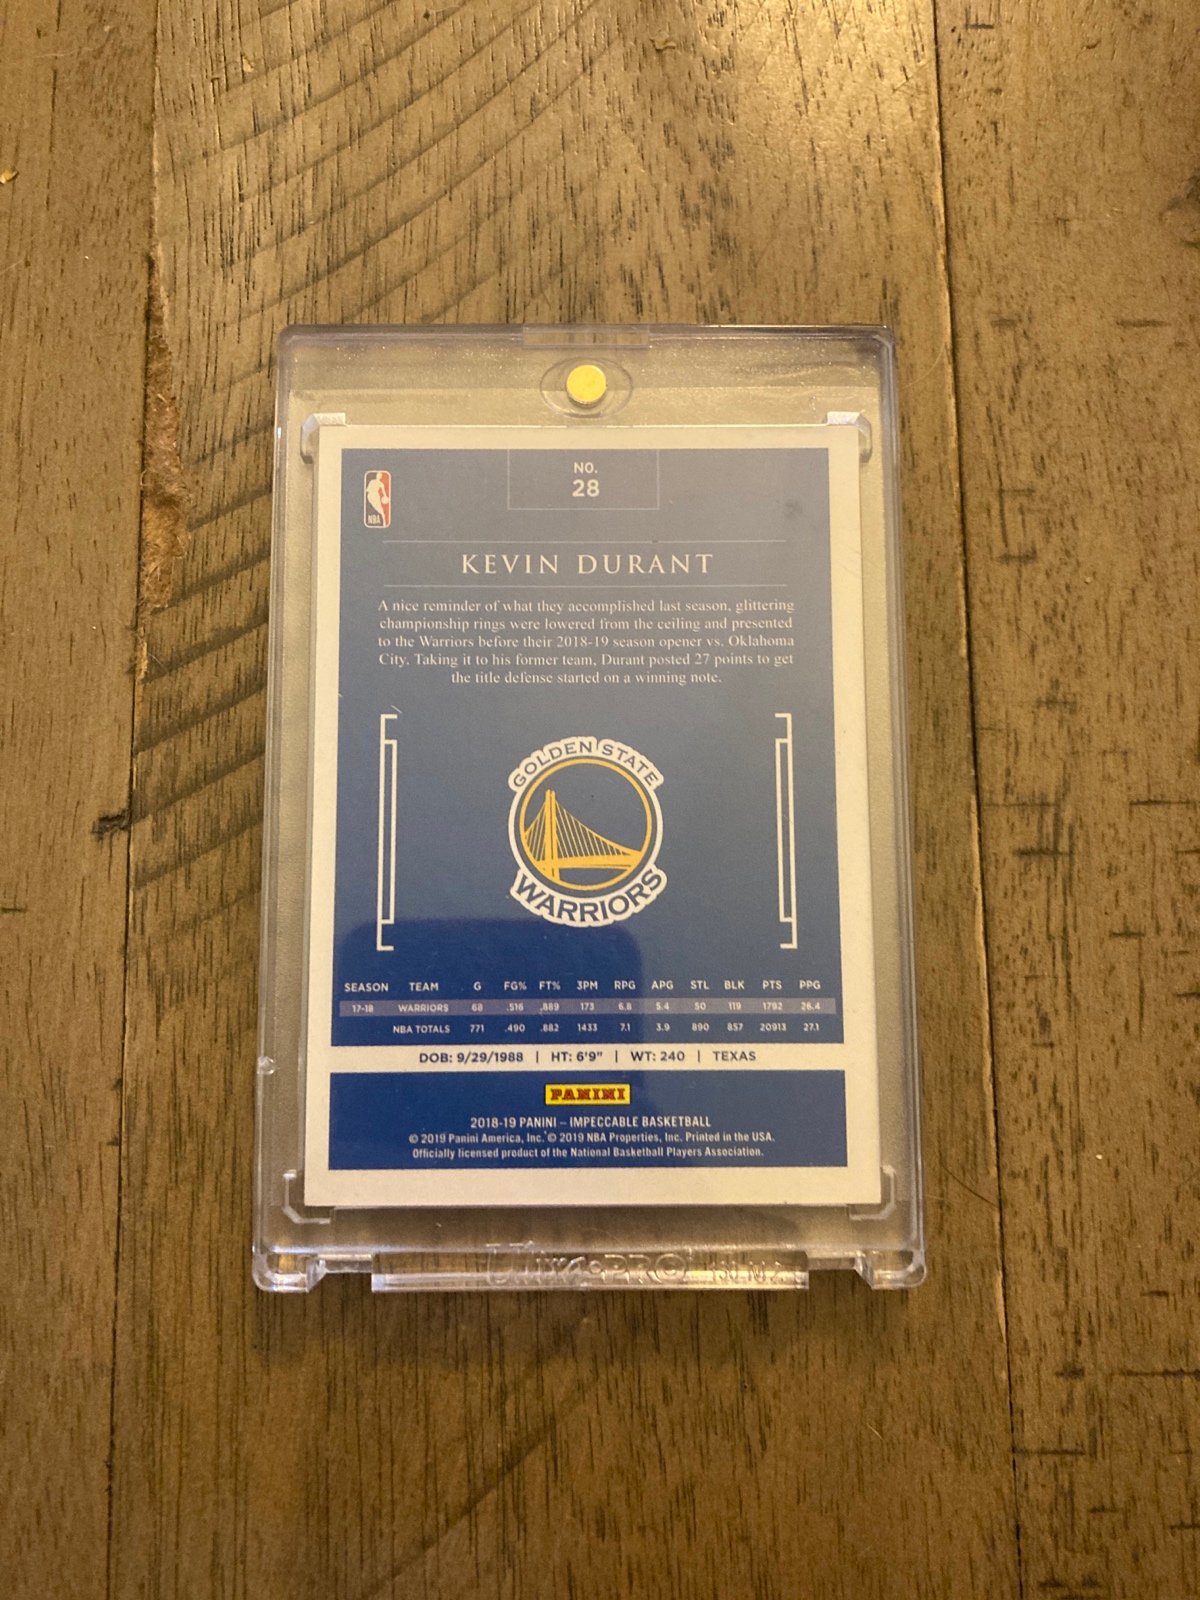 NO.
28
NBA
KEVIN DURANT
A nice reminder of what they accomplished last season, glittering
championship rings were lowered from the ceiling and presented
to the Warriors before their 2018-19 season opener vs. Oklahoma
City. Taking it to his former team, Durant posted 27 points to get
the title defense started on a winning note.
GOLDEN STATE
WARRIORS
SEASON TEAM G FG% FT% 3PM RPG APG STL BLK PTS PPG
17-18 WARRIORS 68 .516 .889 173 6.8 5.4 50 119 1792 26.4
NBA TOTALS 771 .490 .882 1433 7.1 3.9 890 857 20913 27.1
DOB: 9/29/1988 | HT: 6'9" | WT: 240 | TEXAS
PANINI
2018-19 PANINI – IMPECCABLE BASKETBALL
© 2019 Panini America, Inc. © 2019 NBA Properties, Inc. Printed in the USA.
Officially licensed product of the National Basketball Players Association.
Ultra•PRO